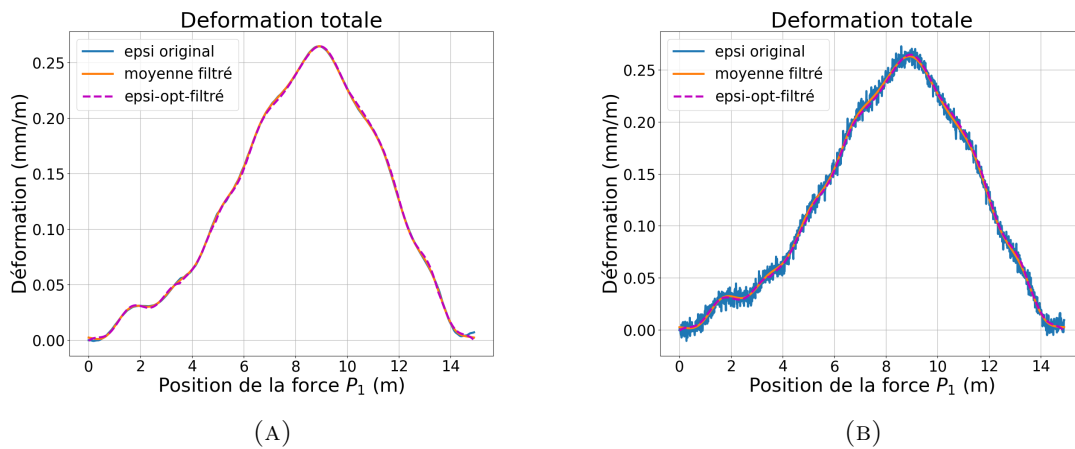 Deformation totale
epsi original
moyenne filtré
epsi-opt-filtré
Déformation (mm/m)
0.25
0.20
0.15
0.10
0.05
0.00
0 2 4 6 8 10 12 14
Position de la force P1 (m)
(A)
Deformation totale
epsi original
moyenne filtré
epsi-opt-filtré
Déformation (mm/m)
0.25
0.20
0.15
0.10
0.05
0.00
0 2 4 6 8 10 12 14
Position de la force P1 (m)
(B)